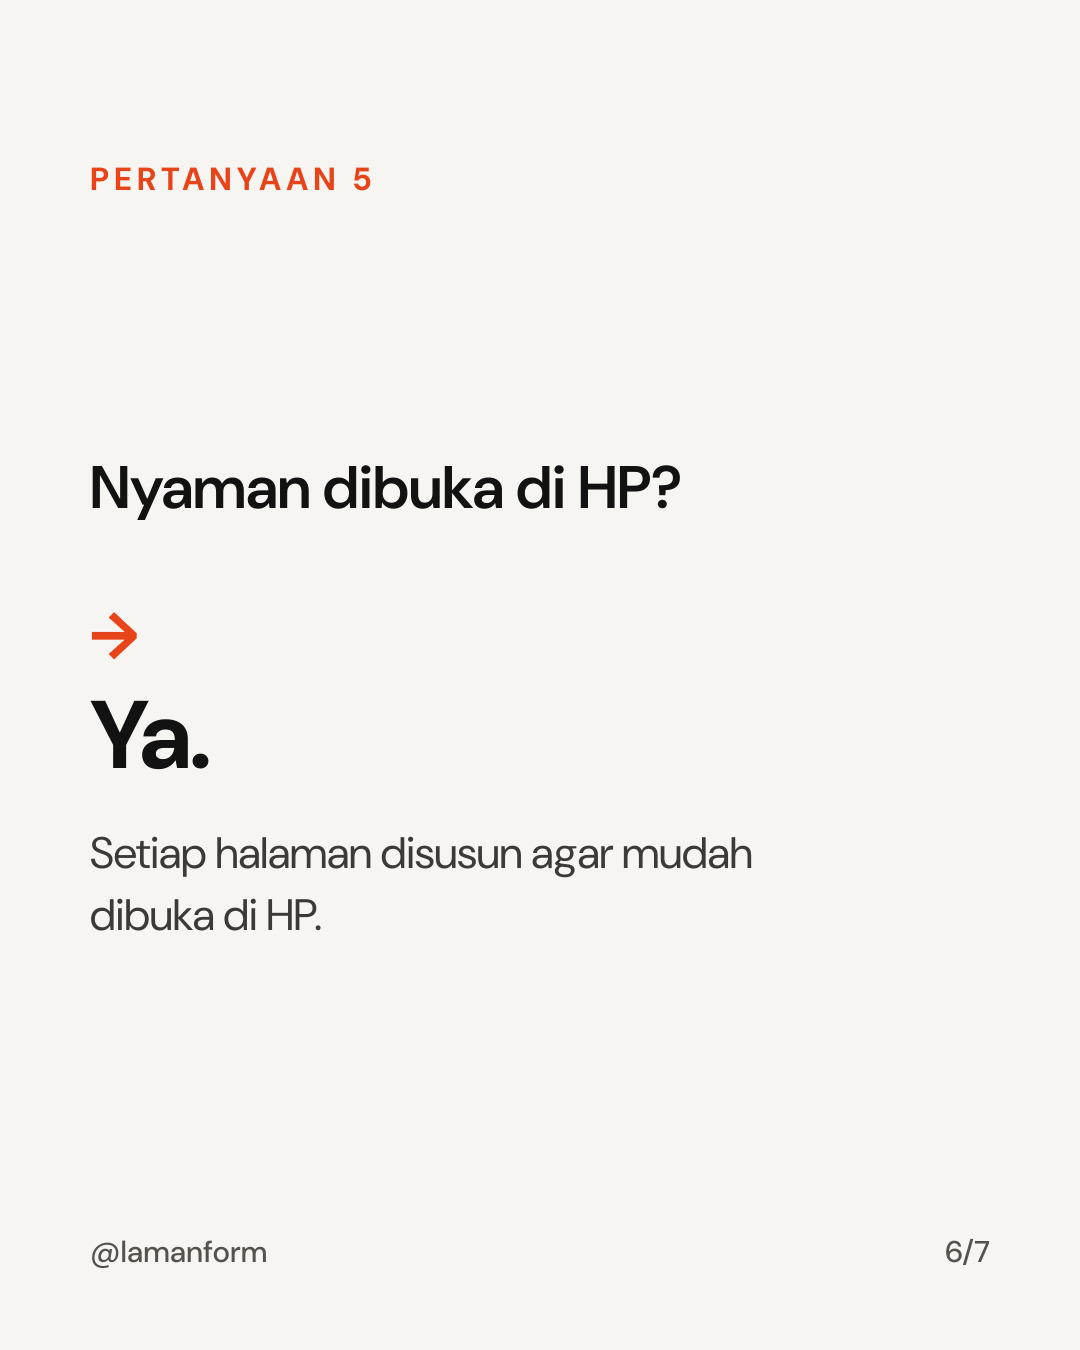 PERTANYAAN 5
Nyaman dibuka di HP?
→
Ya.
Setiap halaman disusun agar mudah
dibuka di HP.
@lamanform
6/7